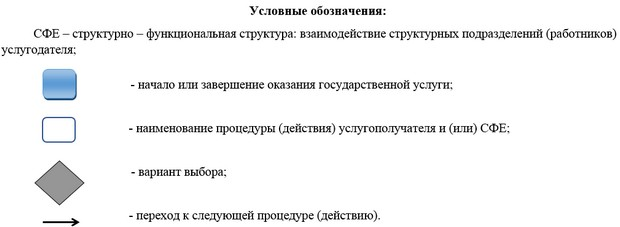 Условные обозначения:
СФЕ – структурно – функциональная структура: взаимодействие структурных подразделений (работников)
услугодателя;
- начало или завершение оказания государственной услуги;
- наименование процедуры (действия) услугополучателя и (или) СФЕ;
- вариант выбора;
- переход к следующей процедуре (действию).